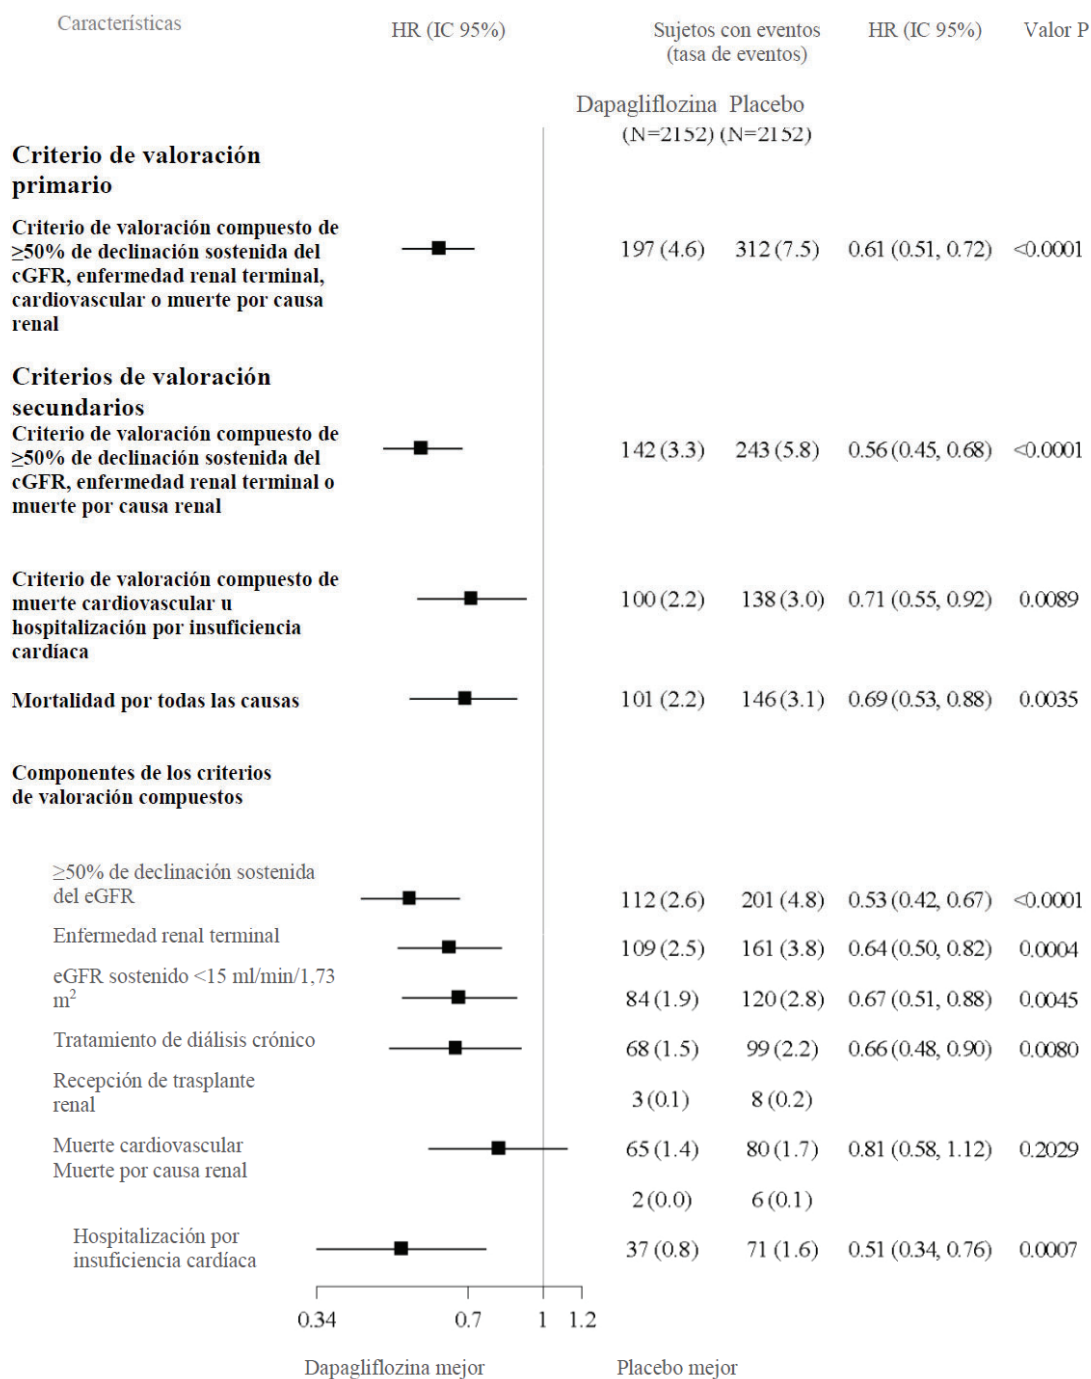 Características HR (IC 95%) Sujetos con eventos HR (IC 95%) Valor P
(tasa de eventos)
Dapagliflozina Placebo
(N=2152) (N=2152)
Criterio de valoración
primario
Criterio de valoración compuesto de
≥50% de declinación sostenida del
cGFR, enfermedad renal terminal,
cardiovascular o muerte por causa
renal
197 (4.6) 312 (7.5) 0.61 (0.51, 0.72) <0.0001
Criterios de valoración
secundarios
Criterio de valoración compuesto de
≥50% de declinación sostenida del
cGFR, enfermedad renal terminal o
muerte por causa renal
142 (3.3) 243 (5.8) 0.56 (0.45, 0.68) <0.0001
Criterio de valoración compuesto de
muerte cardiovascular u
hospitalización por insuficiencia
cardíaca
100 (2.2) 138 (3.0) 0.71 (0.55, 0.92) 0.0089
Mortalidad por todas las causas 101 (2.2) 146 (3.1) 0.69 (0.53, 0.88) 0.0035
Componentes de los criterios
de valoración compuestos
≥50% de declinación sostenida
del eGFR 112 (2.6) 201 (4.8) 0.53 (0.42, 0.67) <0.0001
Enfermedad renal terminal 109 (2.5) 161 (3.8) 0.64 (0.50, 0.82) 0.0004
eGFR sostenido <15 ml/min/1,73
m² 84 (1.9) 120 (2.8) 0.67 (0.51, 0.88) 0.0045
Tratamiento de diálisis crónico 68 (1.5) 99 (2.2) 0.66 (0.48, 0.90) 0.0080
Recepción de trasplante
renal 3 (0.1) 8 (0.2)
Muerte cardiovascular 65 (1.4) 80 (1.7) 0.81 (0.58, 1.12) 0.2029
Muerte por causa renal
2 (0.0) 6 (0.1)
Hospitalización por
insuficiencia cardíaca 37 (0.8) 71 (1.6) 0.51 (0.34, 0.76) 0.0007
0.34 0.7 1 1.2
Dapagliflozina mejor Placebo mejor